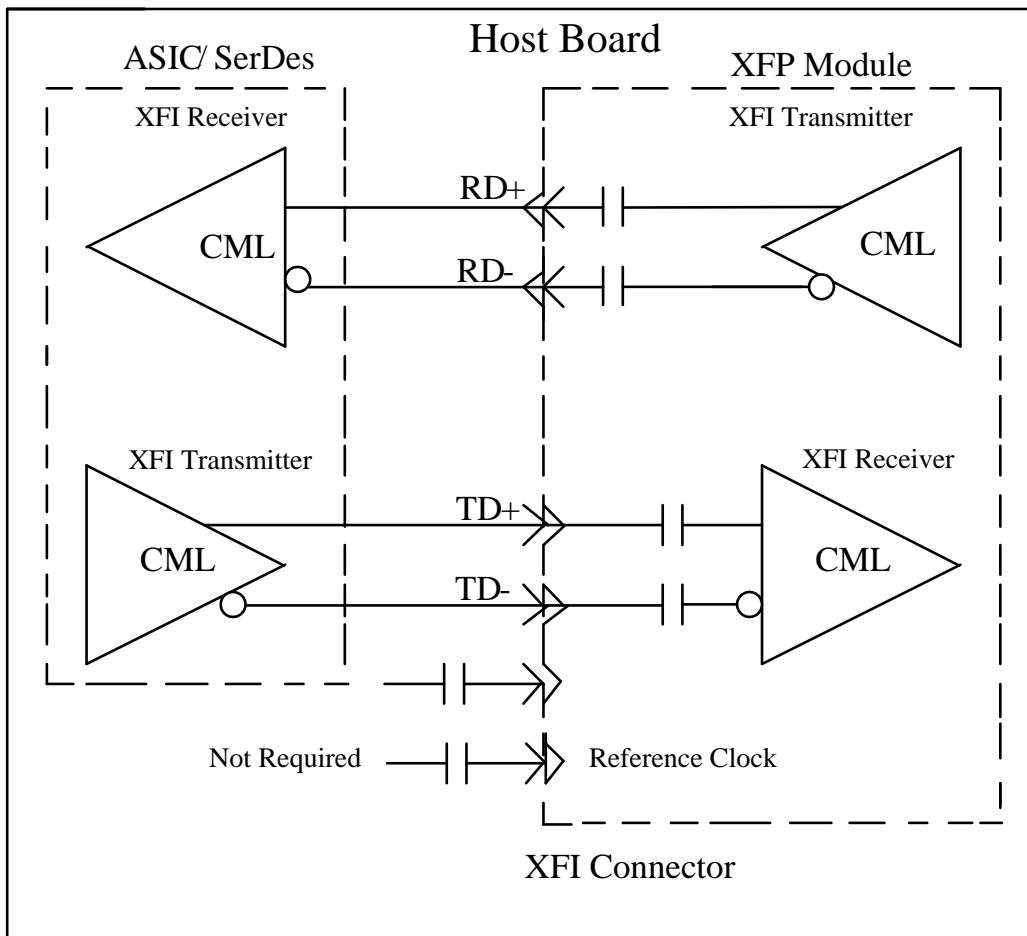 Host Board
ASIC/ SerDes
XFP Module
XFI Receiver
XFI Transmitter
RD+
CML
CML
RD-
XFI Transmitter
XFI Receiver
TD+
CML
CML
TD-
Not Required
Reference Clock
XFI Connector